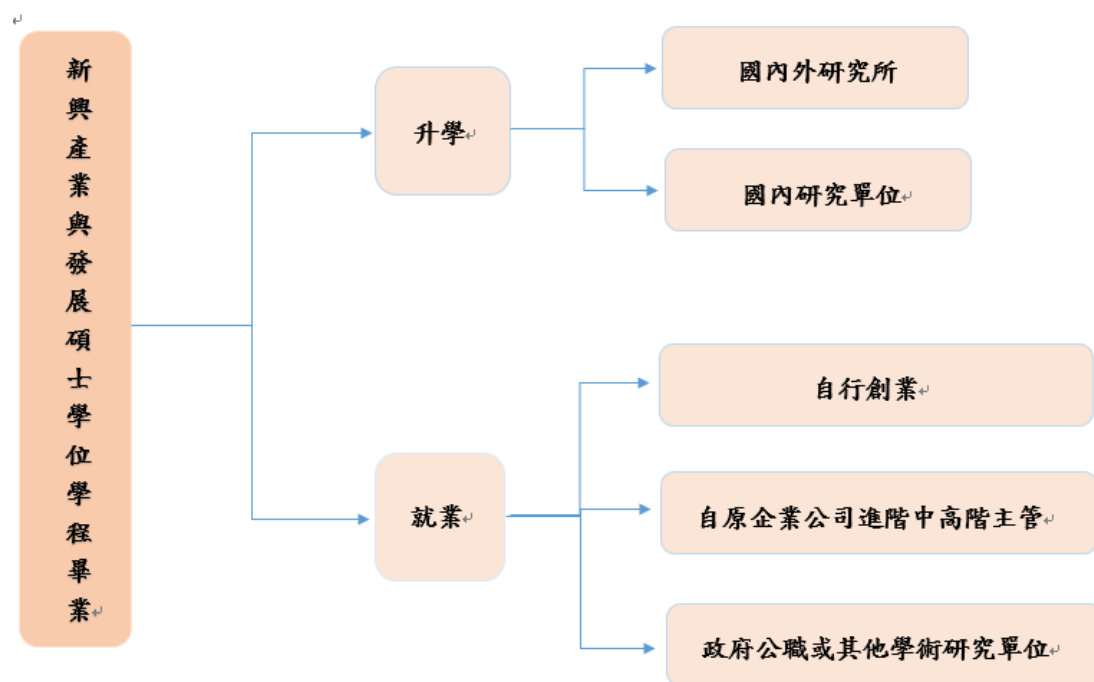 新興產業與發展碩士學位學程畢業
升學
國內外研究所
國內研究單位
就業
自行創業
自原企業公司進階中高階主管
政府公職或其他學術研究單位